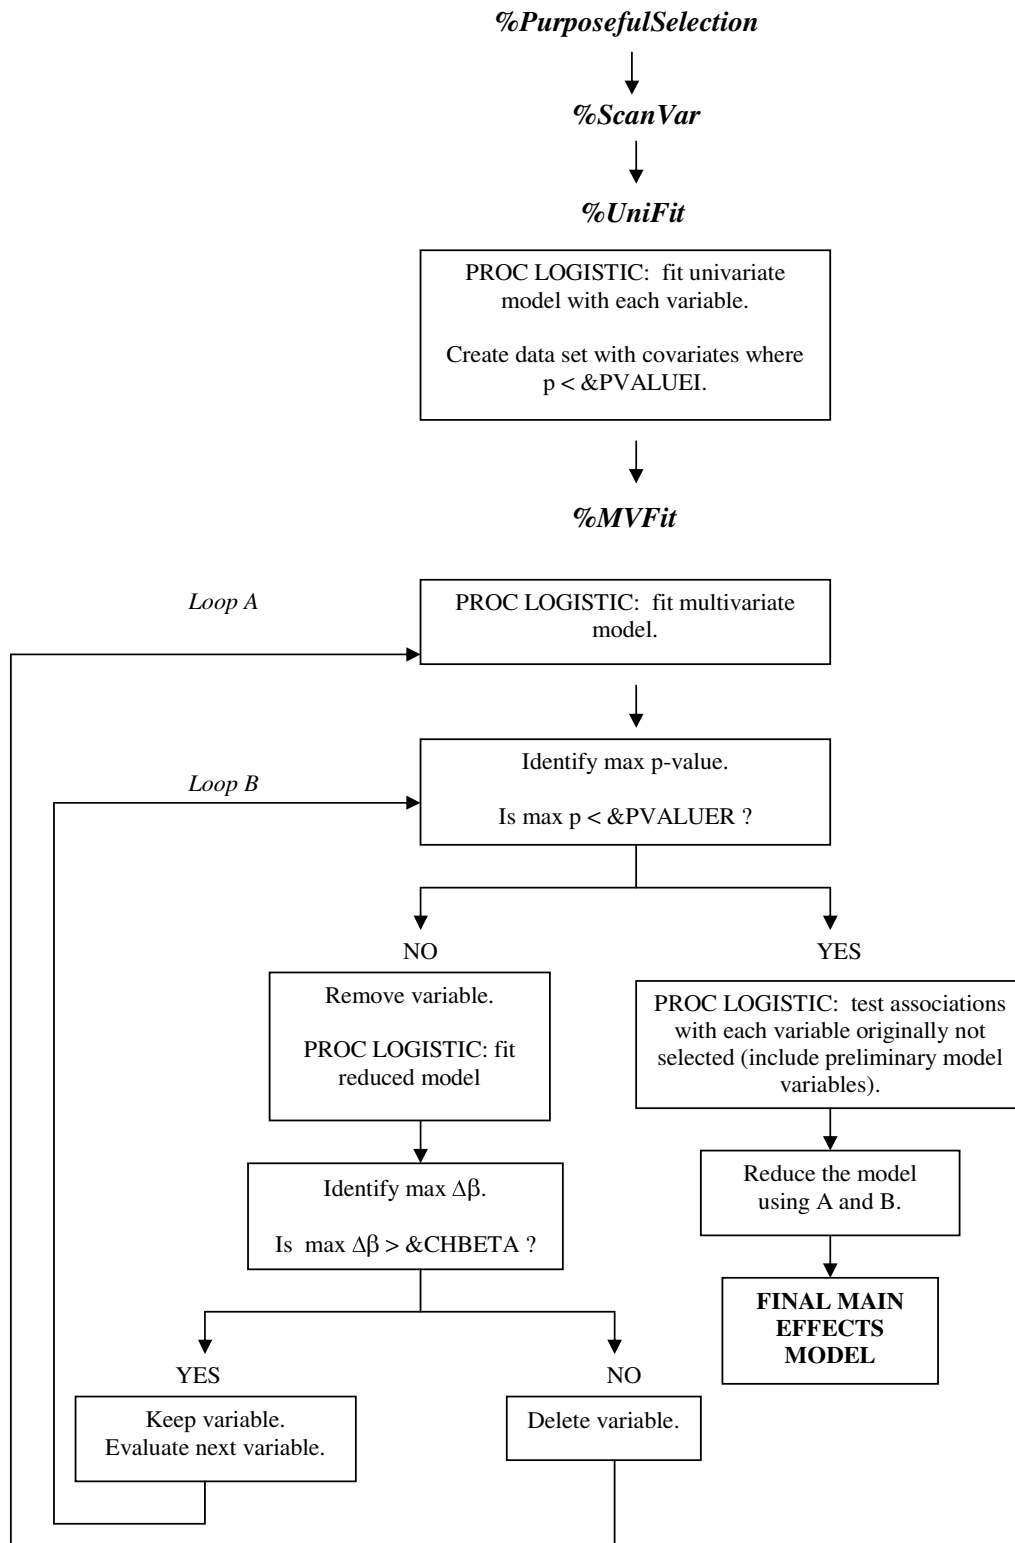 %PurposefulSelection
%ScanVar
%UniFit
PROC LOGISTIC: fit univariate
model with each variable.
Create data set with covariates where
p < &PVALUEI.
%MVFit
Loop A
PROC LOGISTIC: fit multivariate
model.
Loop B
Identify max p-value.
Is max p < &PVALUER ?
NO
YES
Remove variable.
PROC LOGISTIC: fit
reduced model
PROC LOGISTIC: test associations
with each variable originally not
selected (include preliminary model
variables).
Identify max Δβ.
Is max Δβ > &CHBETA ?
Reduce the model
using A and B.
FINAL MAIN
EFFECTS
MODEL
YES
NO
Keep variable.
Evaluate next variable.
Delete variable.